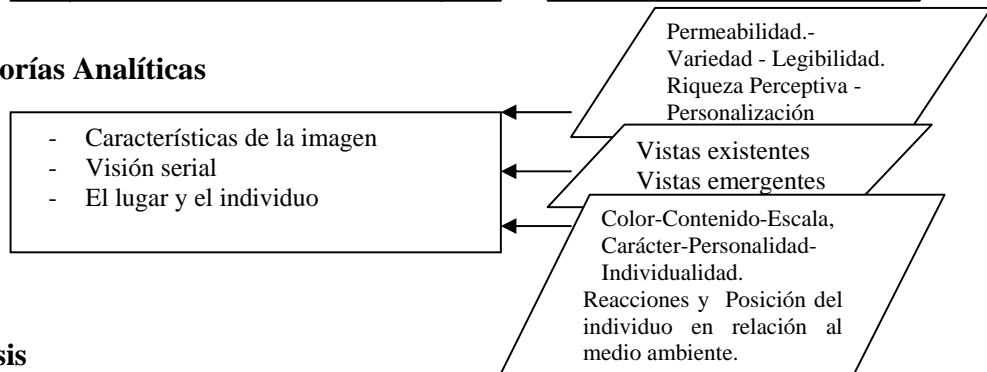 orías Analíticas
- Características de la imagen
- Visión serial
- El lugar y el individuo
Permeabilidad.-
Variedad - Legibilidad.
Riqueza Perceptiva -
Personalización
Vistas existentes
Vistas emergentes
Color-Contenido-Escala,
Carácter-Personalidad-
Individualidad.
Reacciones y Posición del
individuo en relación al
medio ambiente.
sis